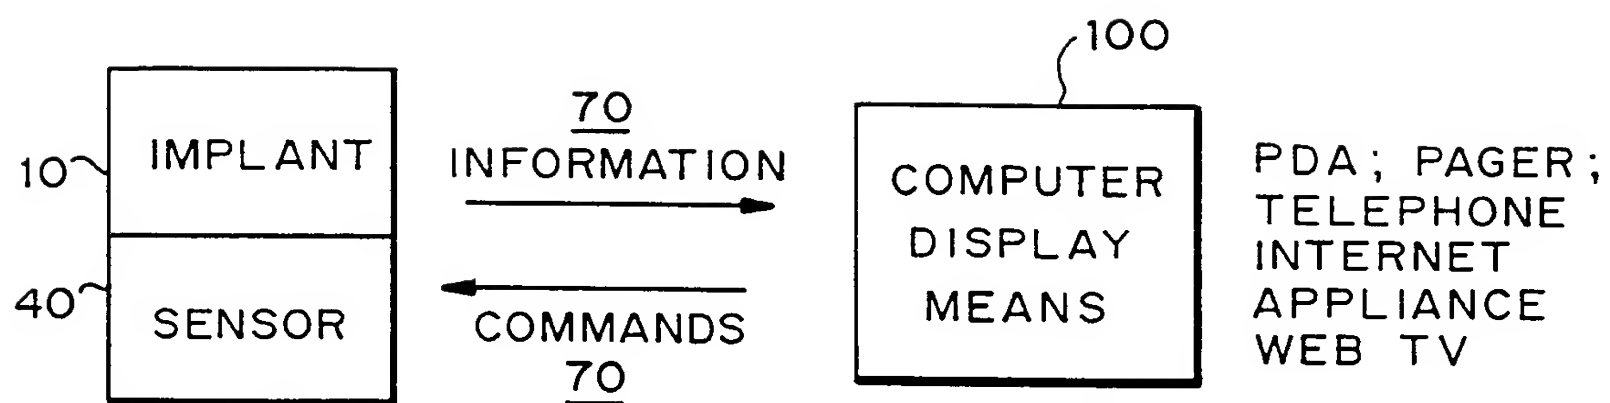 100
10
IMPLANT
40
SENSOR
70
INFORMATION
COMMANDS
70
COMPUTER
DISPLAY
MEANS
PDA; PAGER;
TELEPHONE
INTERNET
APPLIANCE
WEB TV